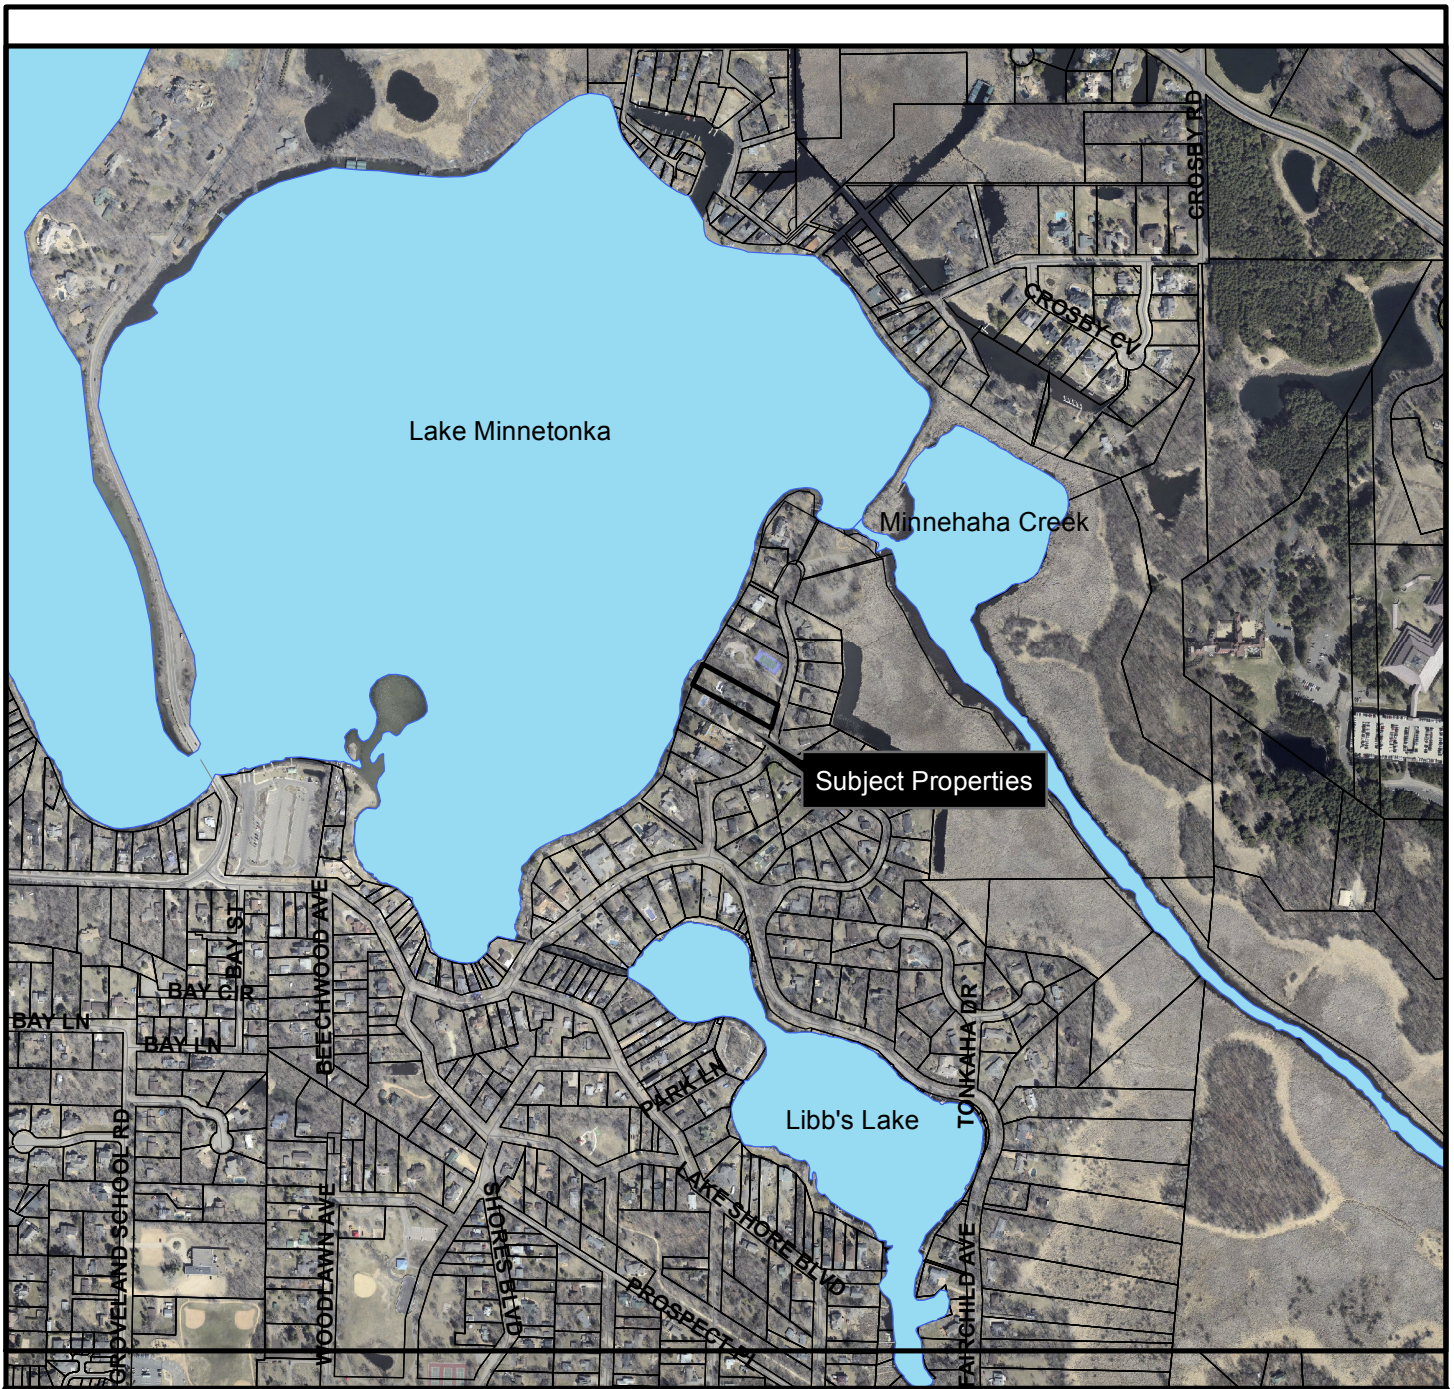 CROSBY RD
CROSBY CV
Lake Minnetonka
Minnehaha Creek
Subject Properties
BAY ST
BEECHWOOD AVE
BAY CIR
BAY LN
BAY LN
TONKAHA DR
PARK LN
Libb's Lake
GROVELAND SCHOOL RD
WOODLAWN AVE
SHORES BLVD
LAKE SHORE BLVD
PROSPECT PL
FAIRCHILD AVE